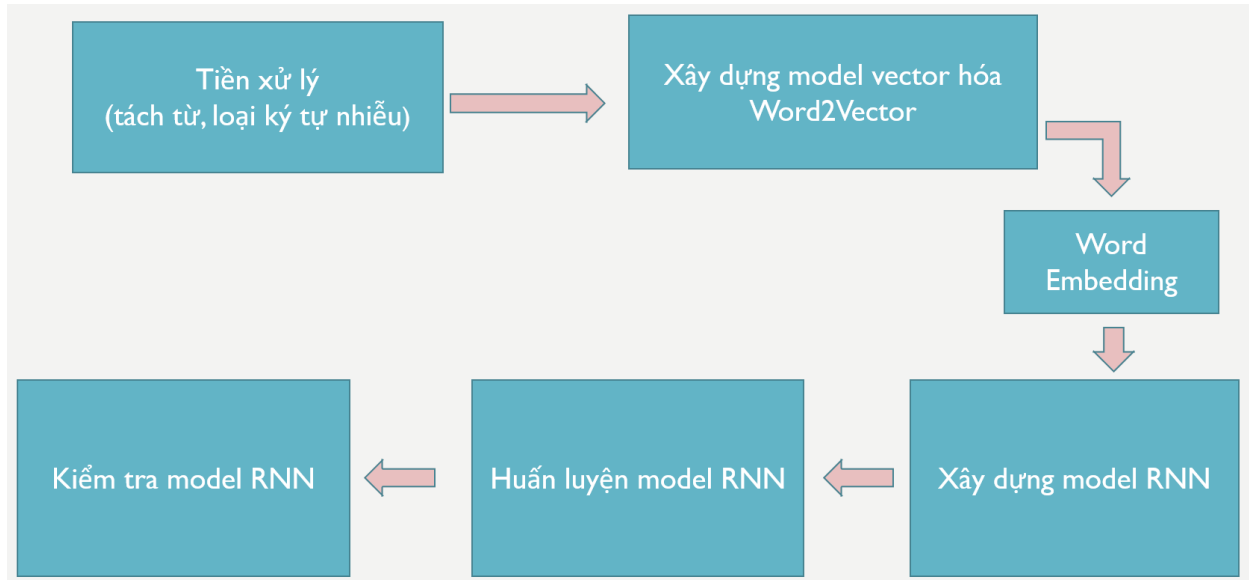 Tiền xử lý
(tách từ, loại ký tự nhiễu)
Xây dựng model vector hóa
Word2Vector
Word
Embedding
Xây dựng model RNN
Huấn luyện model RNN
Kiểm tra model RNN